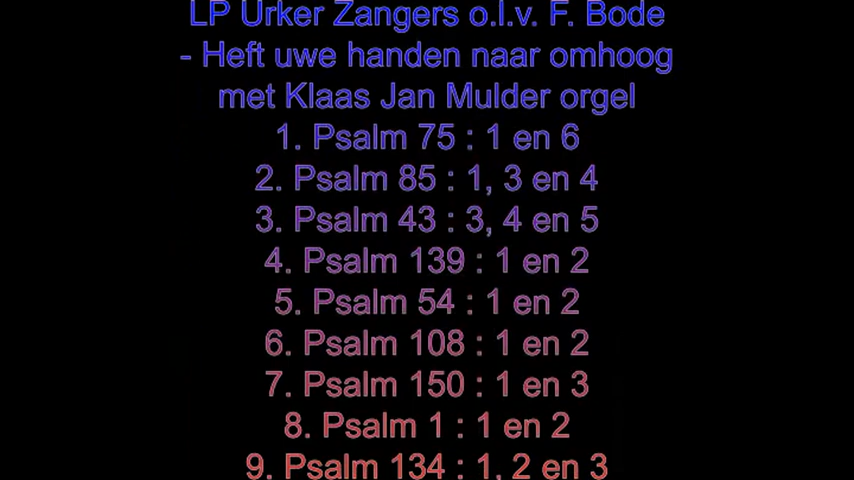 LP Urker Zangers o.l.v. F. Bode
- Heft uwe handen naar omhoog
met Klaas Jan Mulder orgel
1. Psalm 75 : 1 en 6
2. Psalm 85 : 1, 3 en 4
3. Psalm 43 : 3, 4 en 5
4. Psalm 139 : 1 en 2
5. Psalm 54 : 1 en 2
6. Psalm 108 : 1 en 2
7. Psalm 150 : 1 en 3
8. Psalm 1 : 1 en 2
9. Psalm 134 : 1, 2 en 3